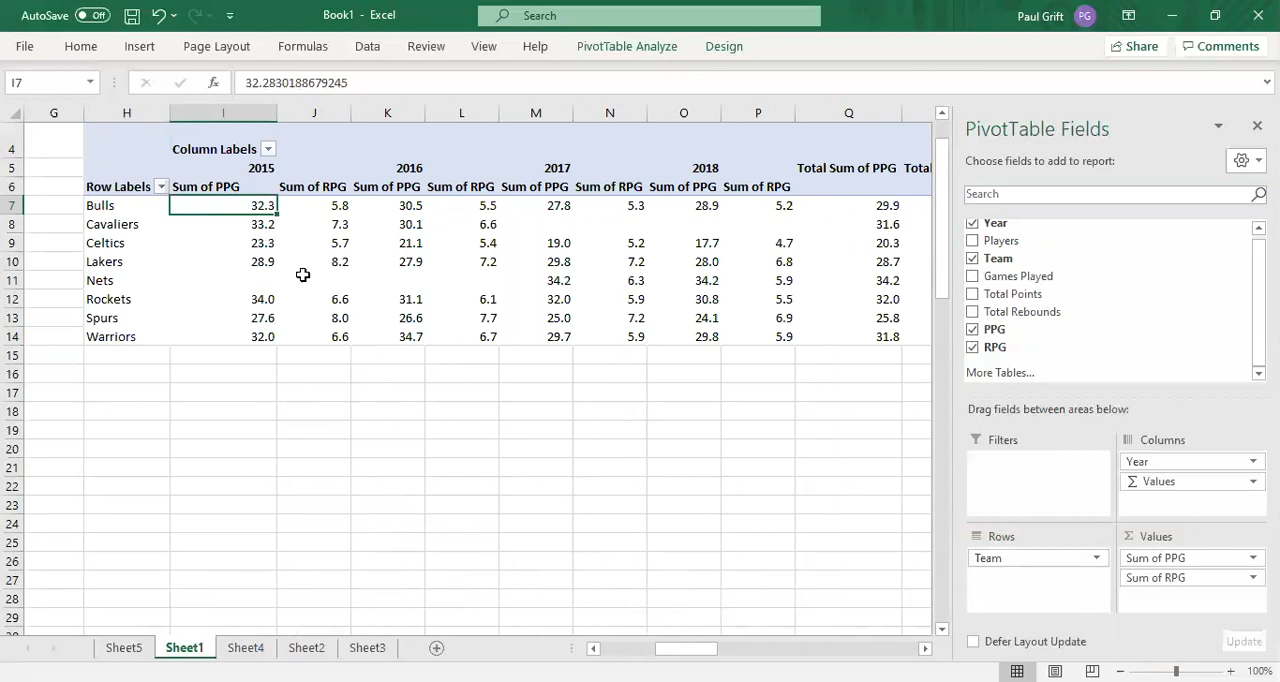 AutoSave Off Book1 - Excel Search Paul Grift PG
File Home Insert Page Layout Formulas Data Review View Help PivotTable Analyze Design Share Comments
I7 fx 32.2830188679245
G H I J K L M N O P Q
4 Column Labels
5 2015 2016 2017 2018 Total Sum of PPG Tota
6 Row Labels Sum of PPG Sum of RPG Sum of PPG Sum of RPG Sum of PPG Sum of RPG Sum of PPG Sum of RPG
7 Bulls 32.3 5.8 30.5 5.5 27.8 5.3 28.9 5.2 29.9
8 Cavaliers 33.2 7.3 30.1 6.6 31.6
9 Celtics 23.3 5.7 21.1 5.4 19.0 5.2 17.7 4.7 20.3
10 Lakers 28.9 8.2 27.9 7.2 29.8 7.2 28.0 6.8 28.7
11 Nets 34.2 6.3 34.2 5.9 34.2
12 Rockets 34.0 6.6 31.1 6.1 32.0 5.9 30.8 5.5 32.0
13 Spurs 27.0 8.0 26.6 7.7 25.0 7.2 24.1 6.9 25.8
14 Warriors 32.0 6.6 34.7 6.7 29.7 5.9 29.8 5.9 31.8
15
16
17
18
19
20
21
22
23
24
25
26
27
28
29
Sheet5 Sheet1 Sheet4 Sheet2 Sheet3
PivotTable Fields
Choose fields to add to report:
Search
Year
Players
Team
Games Played
Total Points
Total Rebounds
PPG
RPG
More Tables...
Drag fields between areas below:
Filters Columns
Year
Σ Values
Rows Σ Values
Team Sum of PPG
Sum of RPG
Defer Layout Update Update
100%